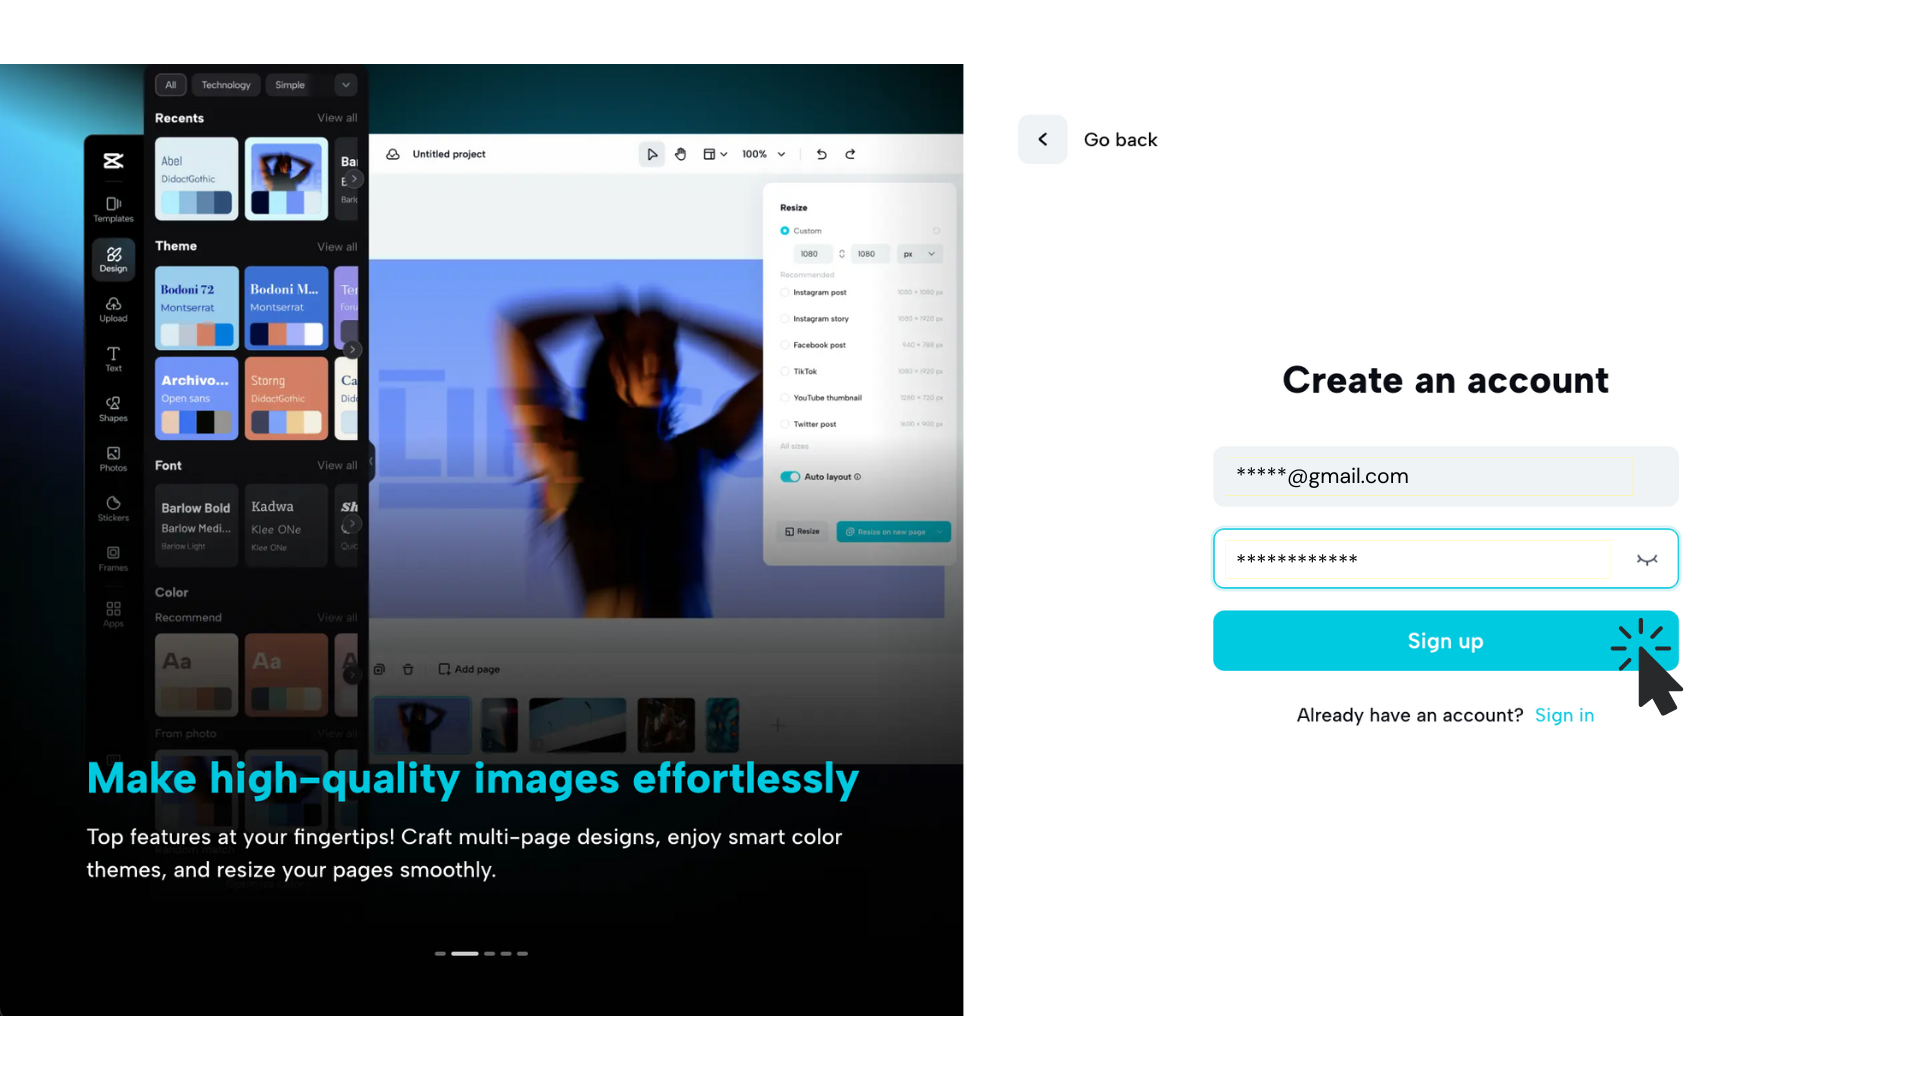 All
Technology
Simple
Recents
View all
Abel
DidactGothic
Theme
View all
Bodoni 72
Montserrat
Bodoni M...
Montserrat
Archivo...
Open sans
Storng
DidactGothic
Font
View all
Barlow Bold
Barlow Medi...
Barlow Light
Kadwa
Klee ONe
Klee ONe
Color
Recommend
View all
Aa
Aa
From photo
View all
Templates
Design
Upload
Text
Shapes
Photos
Stickers
Frames
Apps
Untitled project
100%
Resize
Custom
1080
1080
px
Recommended
Instagram post
1080 × 1080 px
Instagram story
1080 × 1920 px
Facebook post
940 × 788 px
TikTok
1080 × 1920 px
YouTube thumbnail
1280 × 720 px
Twitter post
1600 × 900 px
All sizes
Auto layout
Resize
Resize on new page
Add page
Make high-quality images effortlessly
Top features at your fingertips! Craft multi-page designs, enjoy smart color
themes, and resize your pages smoothly.
Go back
Create an account
*****@gmail.com
************
Sign up
Already have an account? Sign in